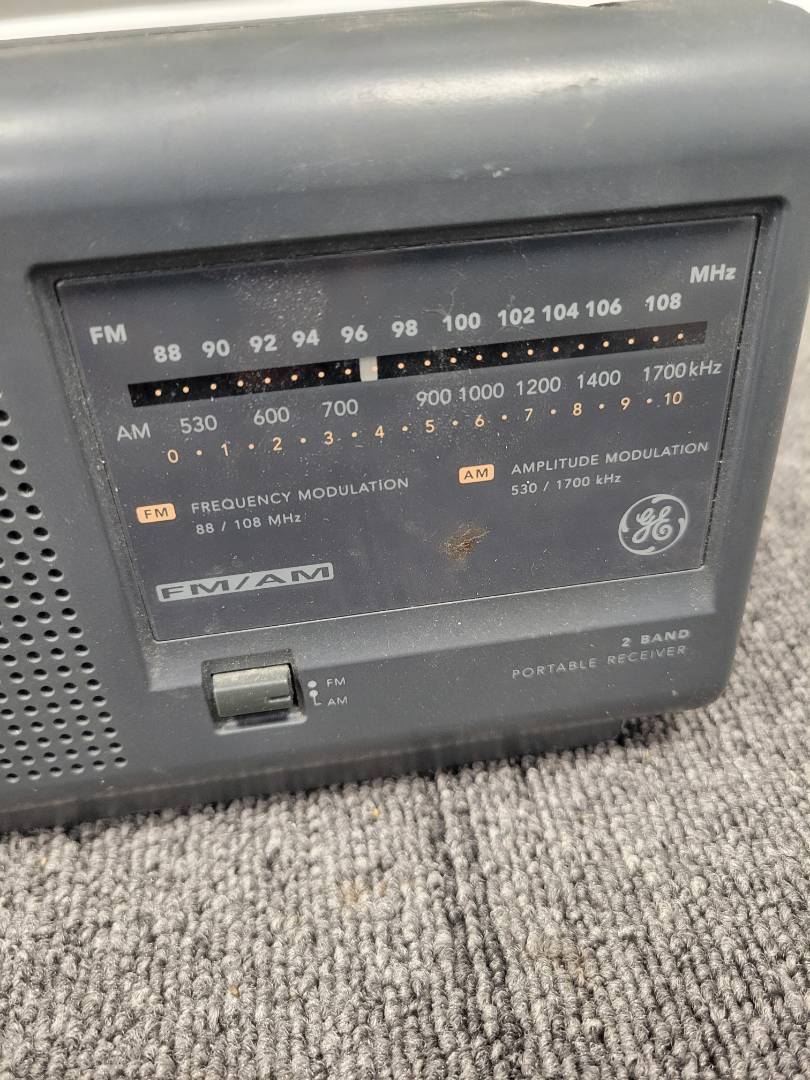 MHz
FM 88 90 92 94 96 98 100 102 104 106 108
AM 530 600 700 900 1000 1200 1400 1700 kHz
0 • 1 • 2 • 3 • 4 • 5 • 6 • 7 • 8 • 9 • 10
FM FREQUENCY MODULATION
88 / 108 MHz
AM AMPLITUDE MODULATION
530 / 1700 kHz
GE
FM/AM
2 BAND
PORTABLE RECEIVER
FM
AM